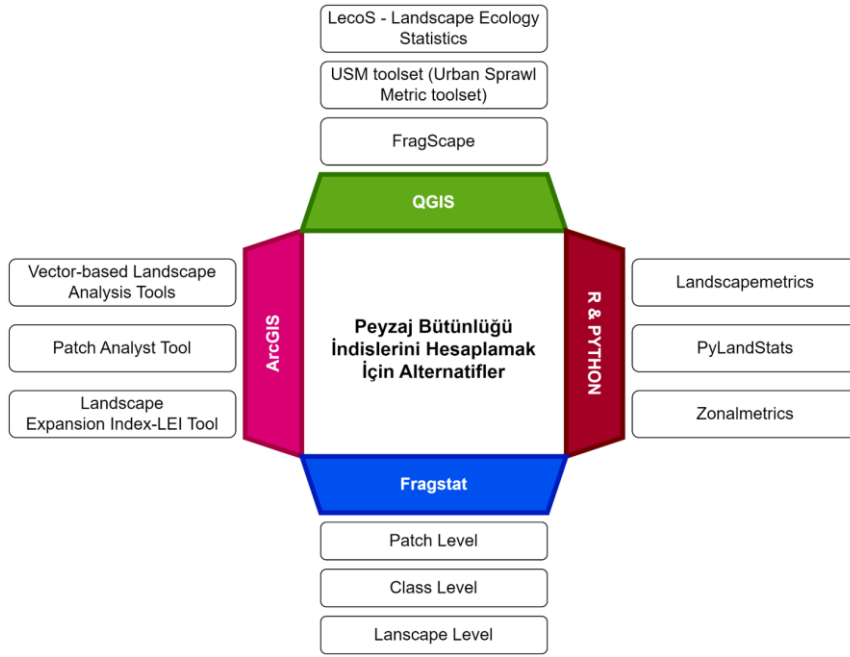 LecoS - Landscape Ecology
Statistics
USM toolset (Urban Sprawl
Metric toolset)
FragScape
QGIS
Vector-based Landscape
Analysis Tools
Patch Analyst Tool
Landscape
Expansion Index-LEI Tool
ArcGIS
Peyzaj Bütünlüğü
İndislerini Hesaplamak
İçin Alternatifler
R & PYTHON
Landscapemetrics
PyLandStats
Zonalmetrics
Fragstat
Patch Level
Class Level
Lanscape Level